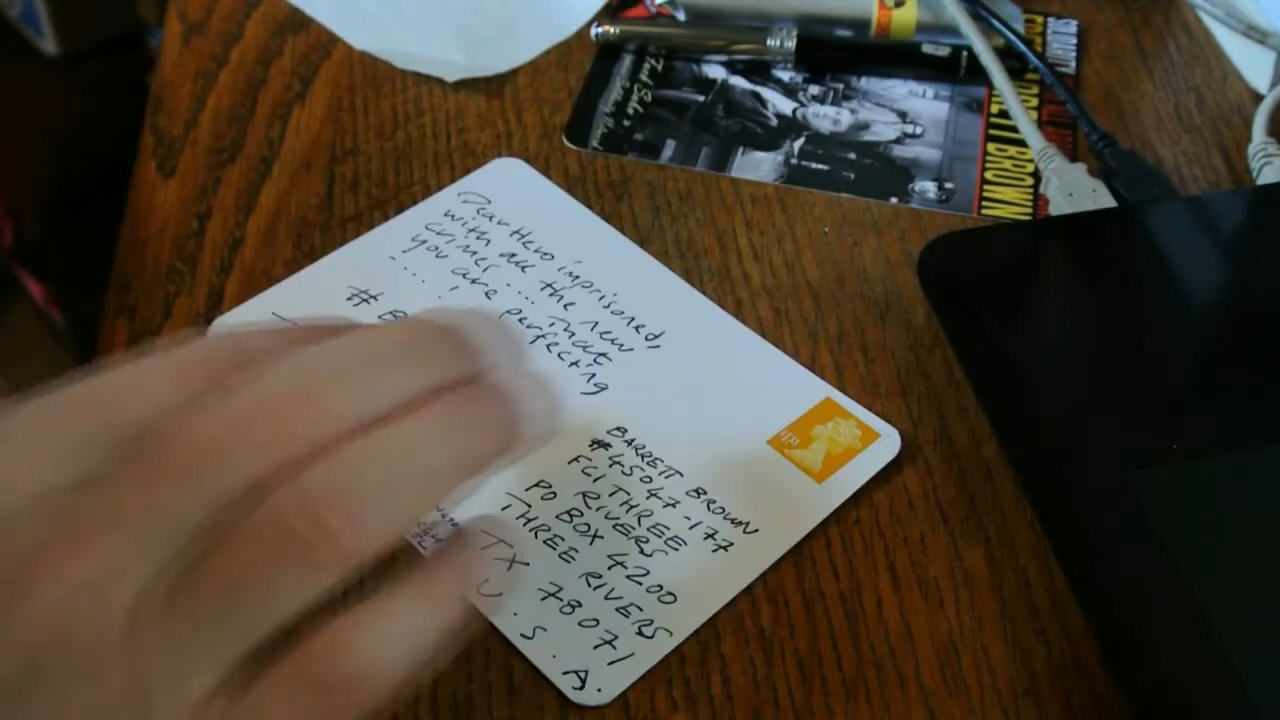 Dear Hero imprisoned,
with all the new
crimes .... that
you are perfecting
....!
#
BARRETT BROWN
#45047-177
FCI THREE
RIVERS
PO BOX 4200
THREE RIVERS
TX 78071
U.S.A.
RETT BROWN